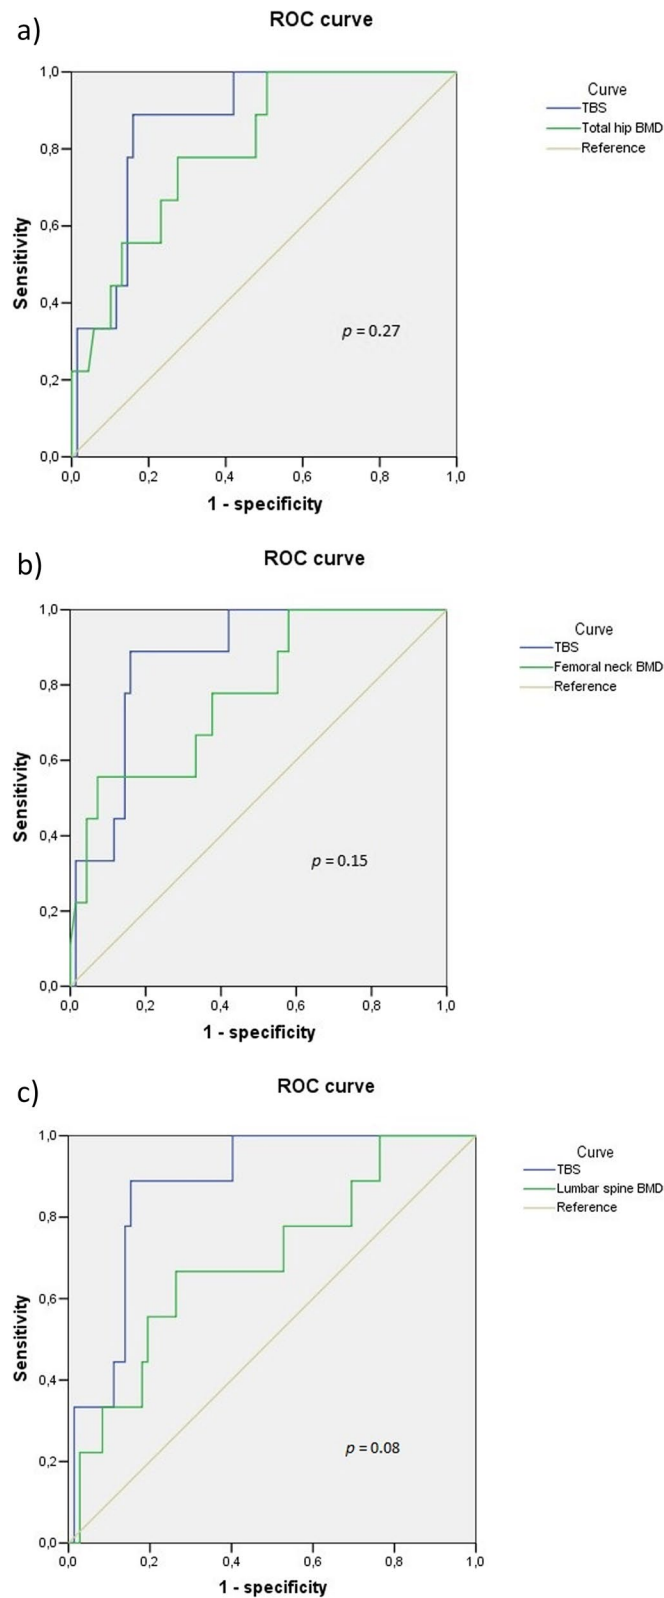 a)
ROC curve
1,0
0,8
0,6
0,4
0,2
0,0
Sensitivity
0,0 0,2 0,4 0,6 0,8 1,0
1 - specificity
p = 0.27
Curve
TBS
Total hip BMD
Reference
b)
ROC curve
1,0
0,8
0,6
0,4
0,2
0,0
Sensitivity
0,0 0,2 0,4 0,6 0,8 1,0
1 - specificity
p = 0.15
Curve
TBS
Femoral neck BMD
Reference
c)
ROC curve
1,0
0,8
0,6
0,4
0,2
0,0
Sensitivity
0,0 0,2 0,4 0,6 0,8 1,0
1 - specificity
p = 0.08
Curve
TBS
Lumbar spine BMD
Reference